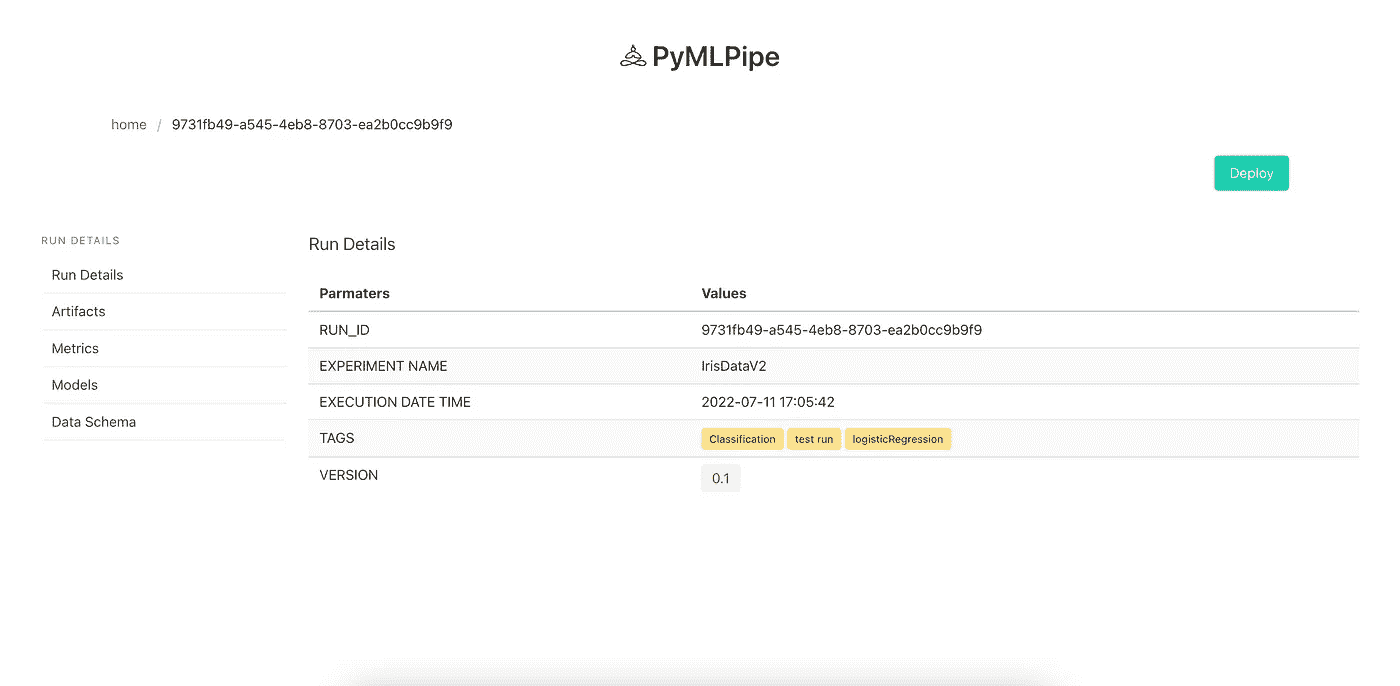 PyMLPipe
home / 9731fb49-a545-4eb8-8703-ea2b0cc9b9f9
Deploy
RUN DETAILS
Run Details
Artifacts
Metrics
Models
Data Schema
Run Details
Parmaters Values
RUN_ID 9731fb49-a545-4eb8-8703-ea2b0cc9b9f9
EXPERIMENT NAME IrisDataV2
EXECUTION DATE TIME 2022-07-11 17:05:42
TAGS Classification test run logisticRegression
VERSION 0.1